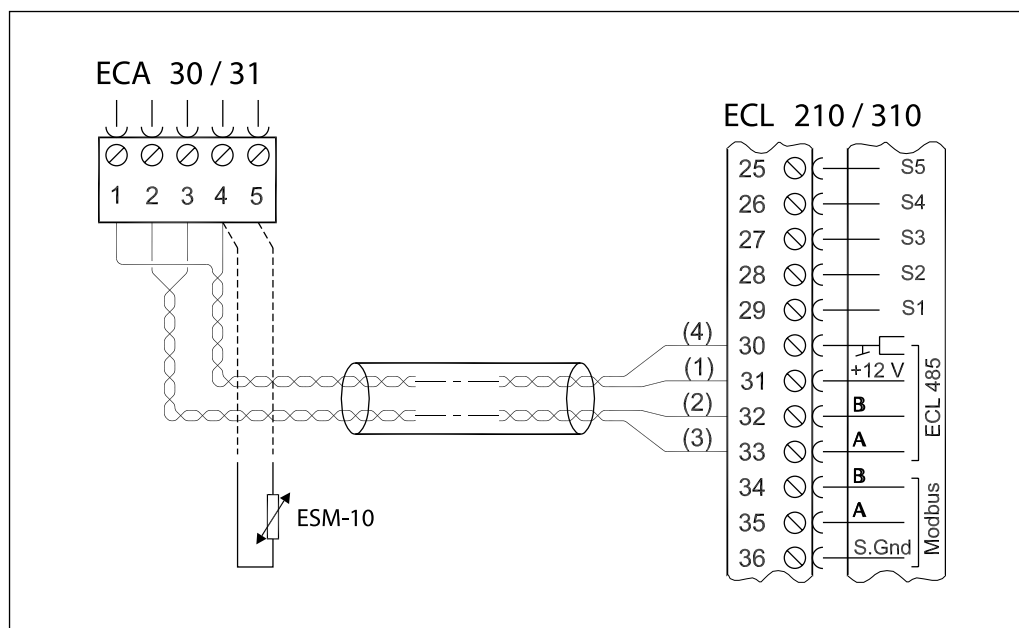 ECA 30 / 31
1 2 3 4 5
ESM-10
ECL 210 / 310
25 S5
26 S4
27 S3
28 S2
29 S1
(4) 30
(1) 31 +12 V
(2) 32 B
(3) 33 A
ECL 485
34 B
35 A
36 S.Gnd
Modbus